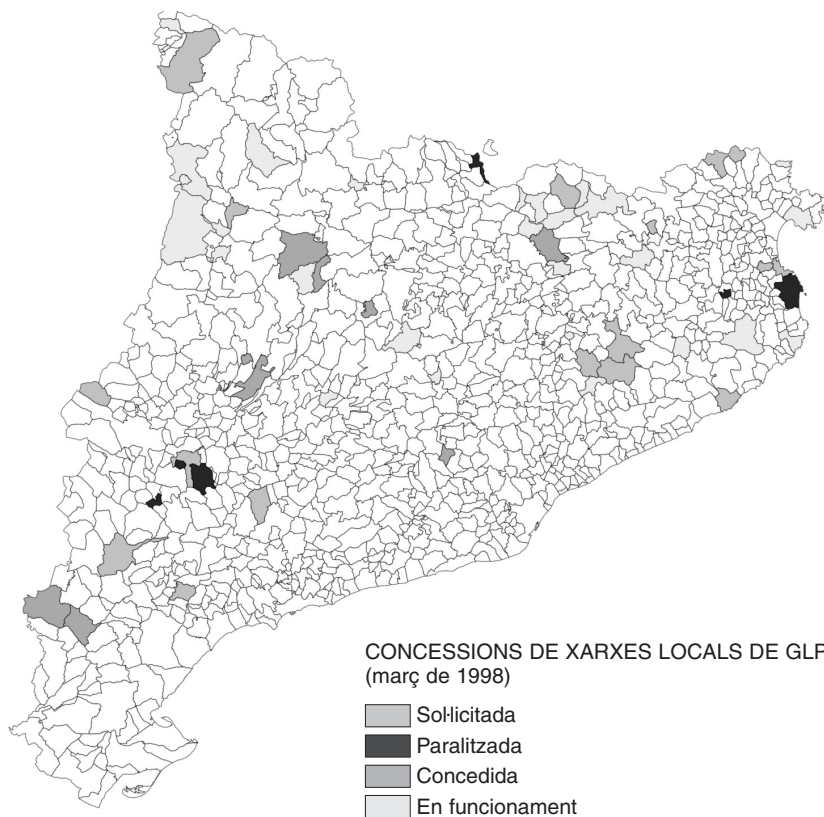 CONCESSIONS DE XARXES LOCALS DE GLP
(març de 1998)
Sol·licitada
Paralitzada
Concedida
En funcionament